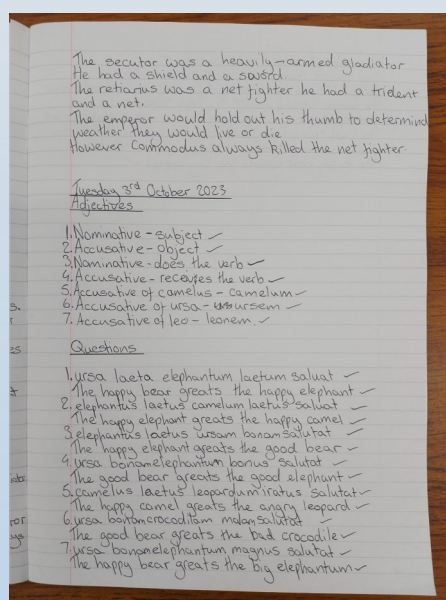 The secutor was a heavily-armed gladiator
He had a shield and a sword.
The retiarius was a net fighter he had a trident
and a net.
The emperor would hold out his thumb to determind
weather they would live or die
However Commodus always killed the net fighter
Tuesday 3rd October 2023
Adjectives
1. Nominative - subject ✓
2. Accusative - object ✓
3. Nominative - does the verb ✓
4. Accusative - receives the verb ✓
5. Accusative of camelus - camelum ✓
6. Accusative of ursa - ursem ✓
7. Accusative of leo - leonem. ✓
Questions
1. ursa laeta elephantum laetum saluat ✓
The happy bear greats the happy elephant ✓
2. elephantus laetus camelum laetus saluat ✓
The happy elephant greats the happy camel ✓
3. elephantus laetus ursam bonam salutat ✓
The happy elephant greats the good bear ✓
4. ursa bonam elephantum bonus salutat ✓
The good bear greats the good elephant ✓
5. camelus laetus leopardum iratus salutat ✓
The happy camel greats the angry leopard ✓
6. ursa bonam crocodilam malam salutat ✓
The good bear greats the bad crocodile ✓
7. ursa bonam elephantum magnus salutat ✓
The happy bear greats the big elephantum ✓